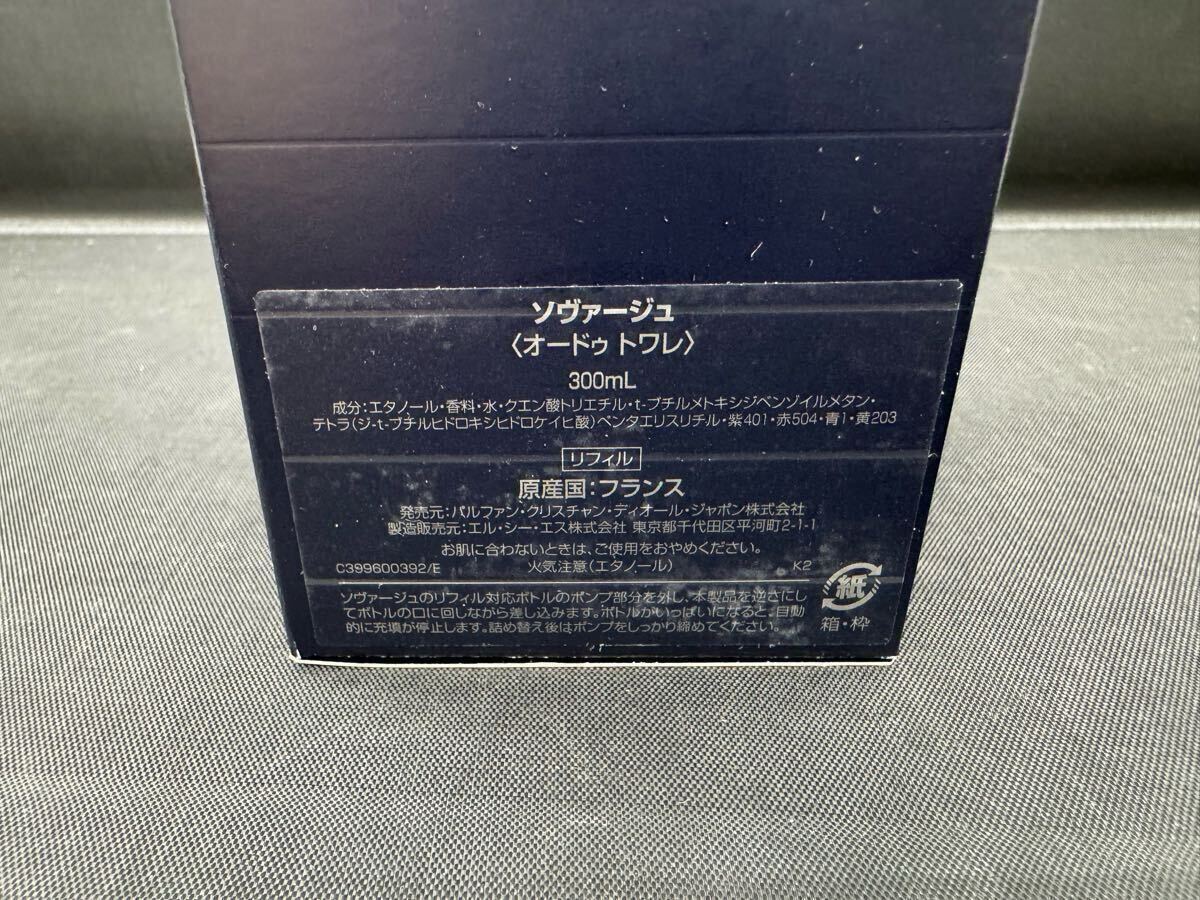 ソヴァージュ
〈オードゥ トワレ〉
300mL
成分：エタノール・香料・水・クエン酸トリエチル・t-ブチルメトキシジベンゾイルメタン・
テトラ（ジ-t-ブチルヒドロキシヒドロケイヒ酸）ペンタエリスリチル・紫401・赤504・青1・黄203
リフィル
原産国：フランス
発売元：パルファン・クリスチャン・ディオール・ジャポン株式会社
製造販売元：エル・シー・エス株式会社 東京都千代田区平河町2-1-1
お肌に合わないときは、ご使用をおやめください。
C399600392/E 火気注意（エタノール） K2
ソヴァージュのリフィル対応ボトルのポンプ部分を外し、本製品を逆さにし
てボトルの口に回しながら差し込みます。ボトルがいっぱいになると、自動
的に充填が停止します。詰め替え後はポンプをしっかり締めてください。
紙
箱・枠